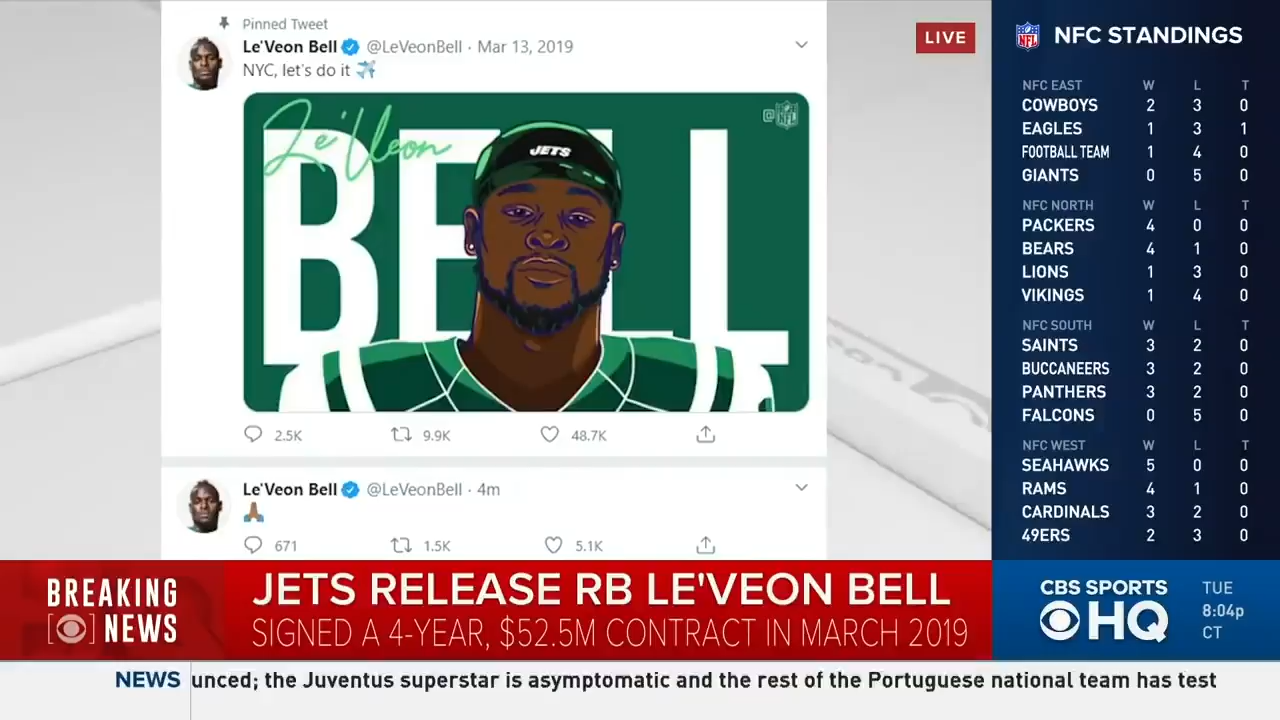 Pinned Tweet
Le'Veon Bell @LeVeonBell · Mar 13, 2019
NYC, let's do it ✈️
Le'Veon
BELL
JETS
@NFL
2.5K 9.9K 48.7K
Le'Veon Bell @LeVeonBell · 4m
🙏🏾
671 1.5K 5.1K
LIVE
NFL NFC STANDINGS
NFC EAST W L T
COWBOYS 2 3 0
EAGLES 1 3 1
FOOTBALL TEAM 1 4 0
GIANTS 0 5 0
NFC NORTH W L T
PACKERS 4 0 0
BEARS 4 1 0
LIONS 1 3 0
VIKINGS 1 4 0
NFC SOUTH W L T
SAINTS 3 2 0
BUCCANEERS 3 2 0
PANTHERS 3 2 0
FALCONS 0 5 0
NFC WEST W L T
SEAHAWKS 5 0 0
RAMS 4 1 0
CARDINALS 3 2 0
49ERS 2 3 0
BREAKING
NEWS
JETS RELEASE RB LE'VEON BELL
SIGNED A 4-YEAR, $52.5M CONTRACT IN MARCH 2019
CBS SPORTS
HQ
TUE
8:04p
CT
NEWS unced; the Juventus superstar is asymptomatic and the rest of the Portuguese national team has test